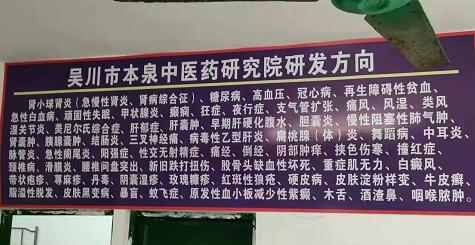 吴川市本泉中医药研究院研发方向
肾小球肾炎（急慢性肾炎、肾病综合征）、糖尿病、高血压、冠心病、再生障碍性贫血、
急性白血病、顽固性失眠、甲状腺炎、癫痫、狂症、夜行症、支气管扩张、痛风、风湿、类风
湿关节炎、美尼尔氏综合症、肝郁症、肝囊肿、早期肝硬化腹水、胆囊炎、慢性阻塞性肺气肿、
肾囊肿、胰腺囊肿、结肠炎、三叉神经痛、病毒性乙型肝炎、扁桃腺（体）炎、舞蹈病、中耳炎、
脉管炎、急性阑尾炎、阳强症、性交无射精症、痛经、倒经、阴部肿痒、挟色伤寒、撞红症、
颈椎病、滑膜炎、腰椎间盘突出、新旧跌打扭伤、股骨头缺血性坏死、重症肌无力、白癜风、
带状疱疹、荨麻疹、丹毒、阴囊湿疹、玫瑰糠疹、红斑性狼疮、硬皮病、皮肤淀粉样变、牛皮癣、
脂溢性脱发、皮肤黑变病、暴盲、蚊飞症、原发性血小板减少性紫癜、木舌、酒渣鼻、咽喉脓肿。